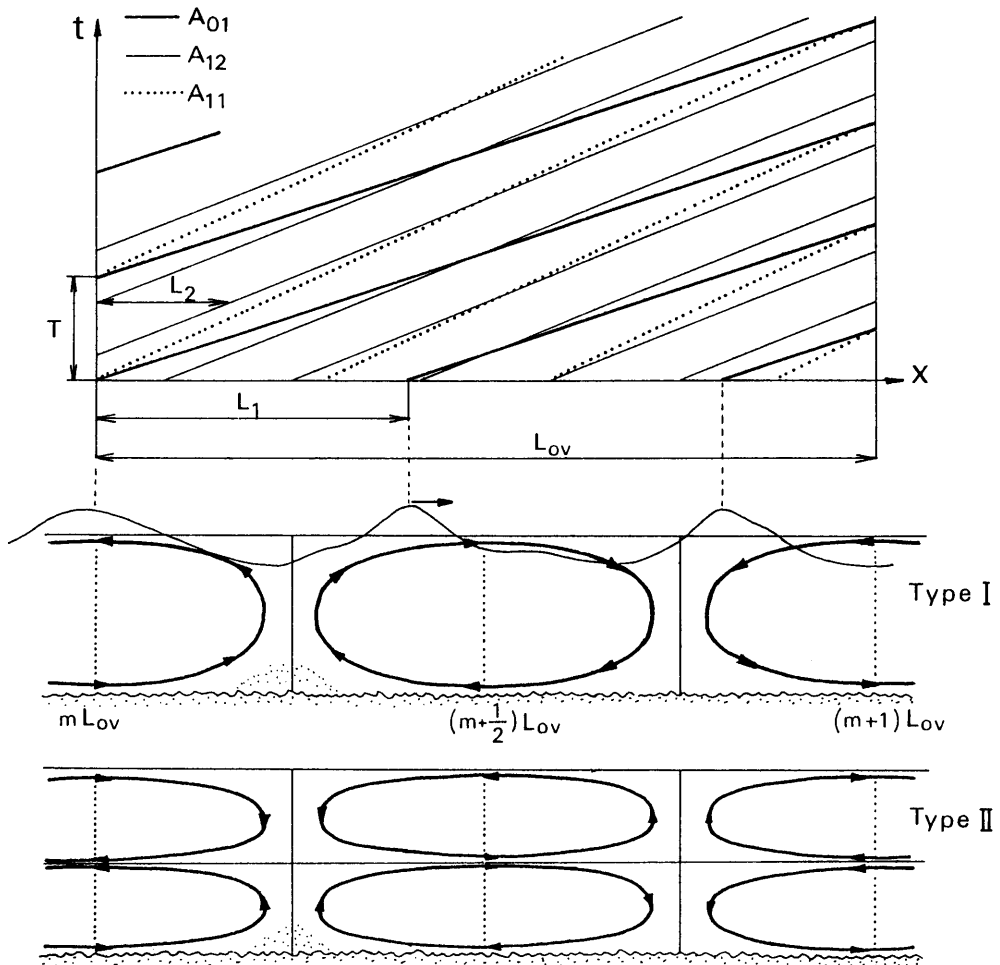 t
A₀₁
A₁₂
A₁₁
L₂
T
X
L₁
Lₒᵥ
Type I
m Lₒᵥ
(m+1/2) Lₒᵥ
(m+1) Lₒᵥ
Type II